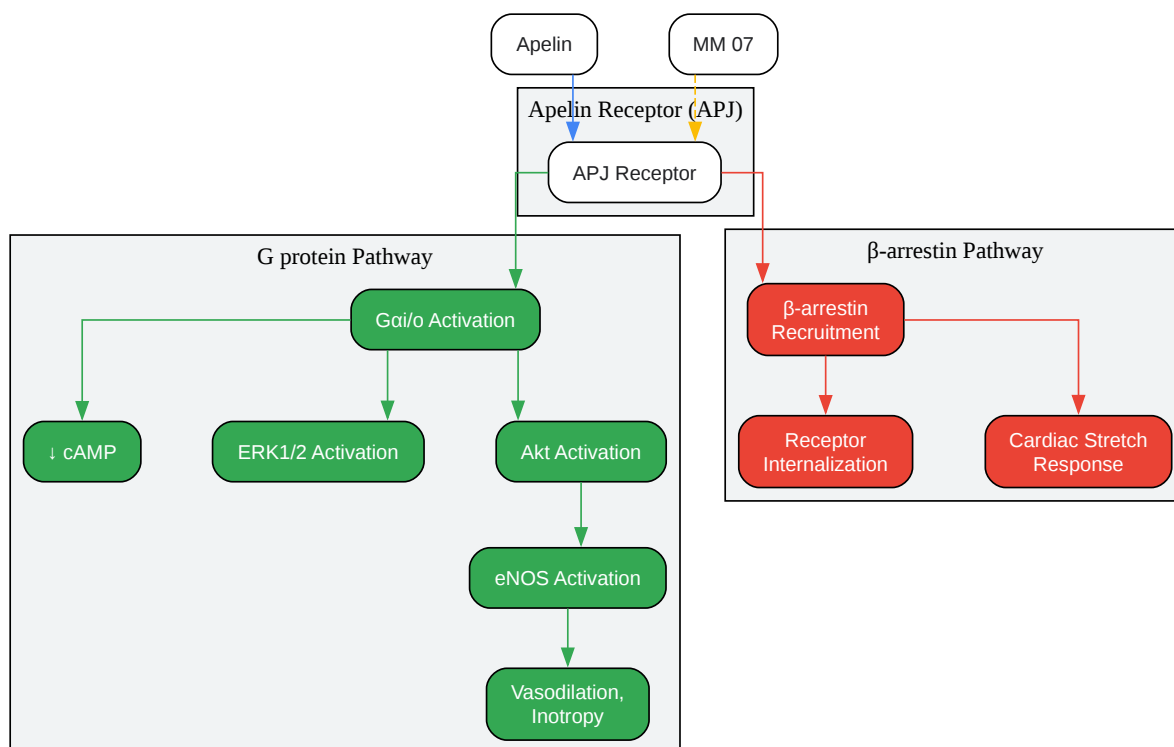 Apelin
MM 07
Apelin Receptor (APJ)
APJ Receptor
G protein Pathway
β-arrestin Pathway
Gαi/o Activation
β-arrestin
Recruitment
↓ cAMP
ERK1/2 Activation
Akt Activation
Receptor
Internalization
Cardiac Stretch
Response
eNOS Activation
Vasodilation,
Inotropy